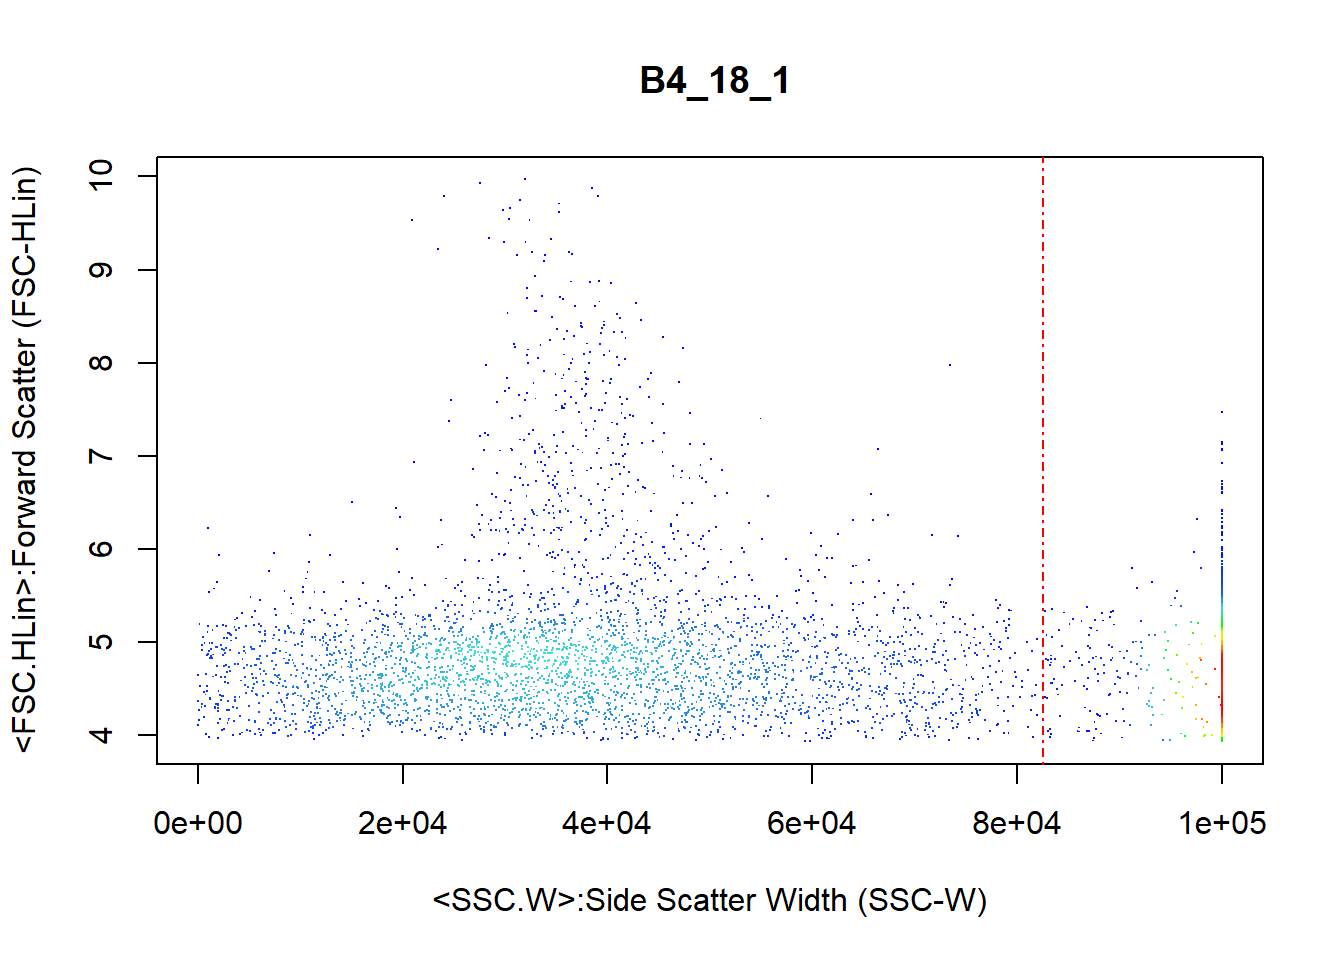 B4_18_1
<FSC.HLin>:Forward Scatter (FSC-HLin)
10
9
8
7
6
5
4
0e+00 2e+04 4e+04 6e+04 8e+04 1e+05
<SSC.W>:Side Scatter Width (SSC-W)